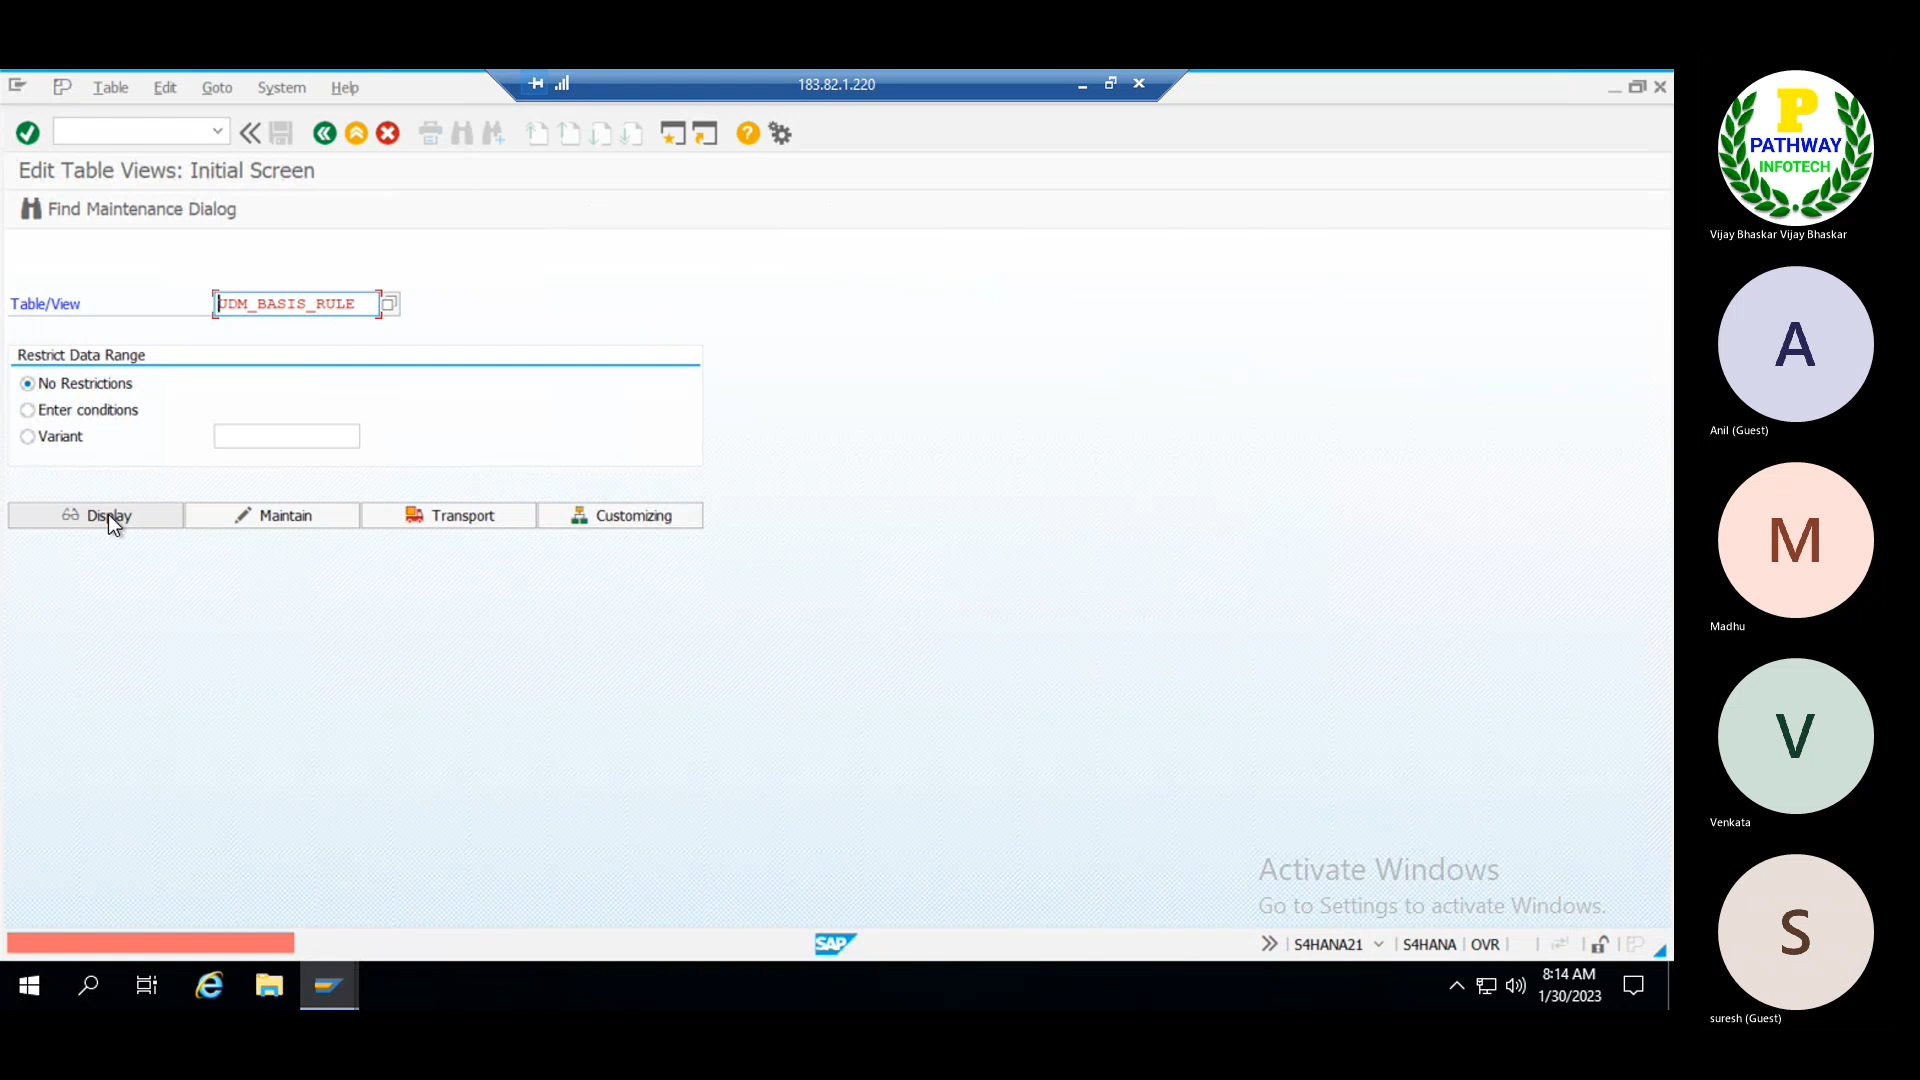 Table Edit Goto System Help
183.82.1.220
Edit Table Views: Initial Screen
Find Maintenance Dialog
Table/View UDM_BASIS_RULE
Restrict Data Range
No Restrictions
Enter conditions
Variant
Display Maintain Transport Customizing
Activate Windows
Go to Settings to activate Windows.
SAP S4HANA21 S4HANA OVR
8:14 AM
1/30/2023
P
PATHWAY
INFOTECH
Vijay Bhaskar Vijay Bhaskar
A
Anil (Guest)
M
Madhu
V
Venkata
S
suresh (Guest)